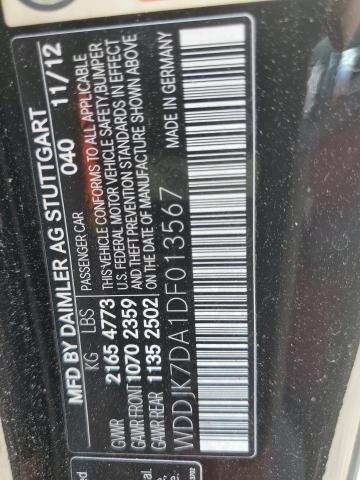 MFD BY DAIMLER AG STUTTGART
040 11/12
KG LBS PASSENGER CAR
GVWR 2165 4773 THIS VEHICLE CONFORMS TO ALL APPLICABLE
GAWR FRONT 1070 2359 U.S. FEDERAL MOTOR VEHICLE SAFETY, BUMPER
GAWR REAR 1135 2502 AND THEFT PREVENTION STANDARDS IN EFFECT
ON THE DATE OF MANUFACTURE SHOWN ABOVE
WDDJK7DA1DF013567 MADE IN GERMANY